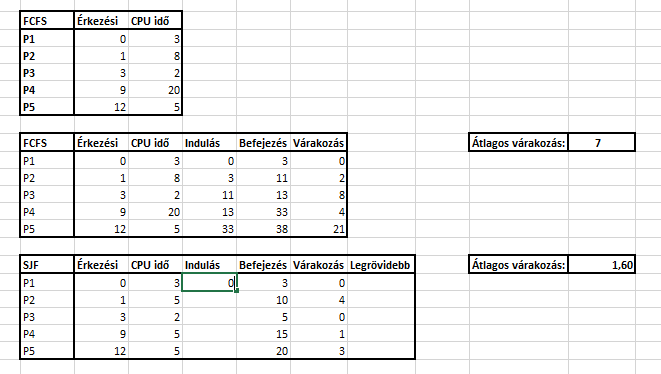 FCFS Érkezési CPU idő
P1 0 3
P2 1 8
P3 3 2
P4 9 20
P5 12 5
FCFS Érkezési CPU idő Indulás Befejezés Várakozás Átlagos várakozás: 7
P1 0 3 0 3 0
P2 1 8 3 11 2
P3 3 2 11 13 8
P4 9 20 13 33 4
P5 12 5 33 38 21
SJF Érkezési CPU idő Indulás Befejezés Várakozás Legrövidebb Átlagos várakozás: 1,60
P1 0 3 0 3 0
P2 1 5 10 4
P3 3 2 5 0
P4 9 5 15 1
P5 12 5 20 3